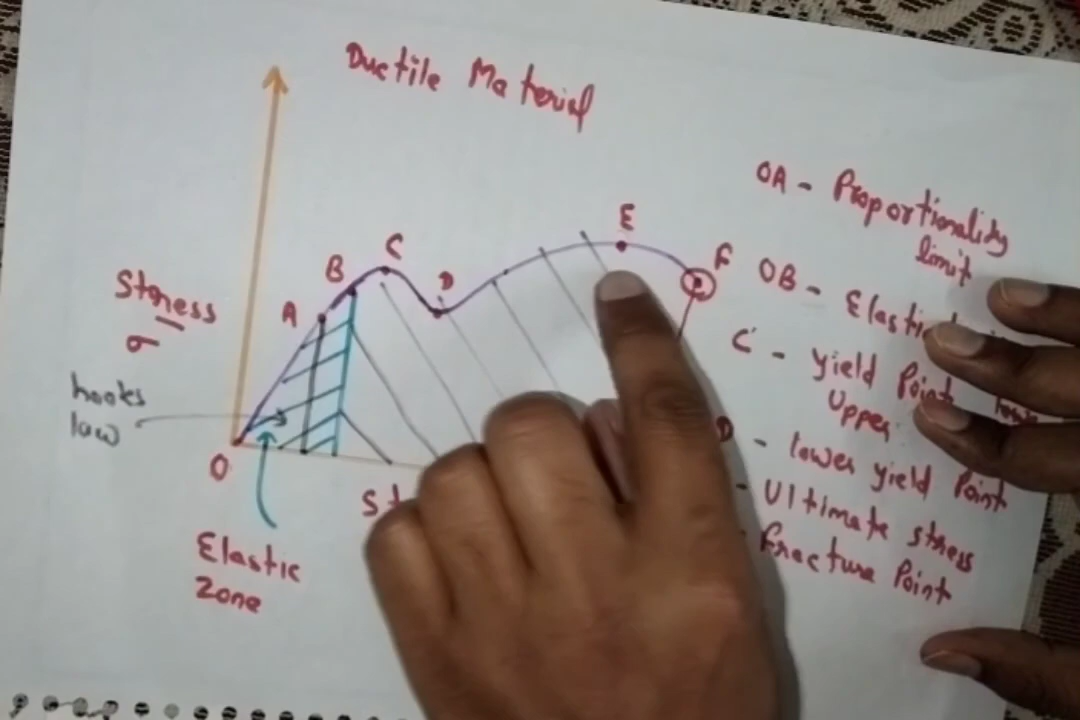 Ductile Material
OA - Proportionality
limit
E
F
OB - Elastic
C
B
D
A
Stress
σ
C - Yield Point
Upper
hooks
law
D - lower yield Point
O
- Ultimate stress
Fracture Point
Elastic
Zone